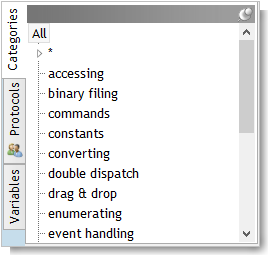 Categories
Protocols
Variables
All
*
accessing
binary filing
commands
constants
converting
double dispatch
drag & drop
enumerating
event handling